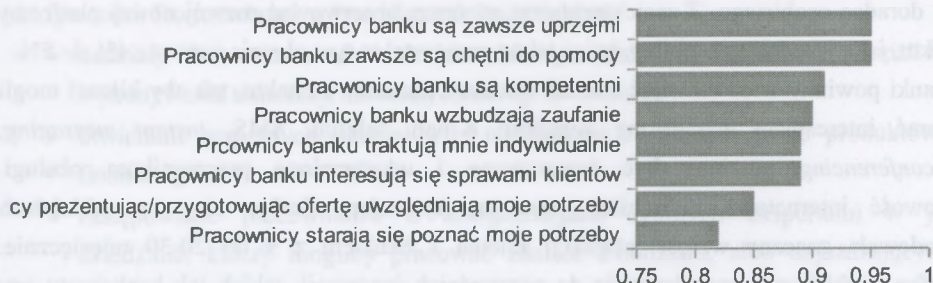 Pracownicy banku są zawsze uprzejmi
Pracownicy banku zawsze są chętni do pomocy
Pracwonicy banku są kompetentni
Pracownicy banku wzbudzają zaufanie
Prcownicy banku traktują mnie indywidualnie
Pracownicy banku interesują się sprawami klientów
cy prezentując/przygotowując ofertę uwzględniają moje potrzeby
Pracownicy starają się poznać moje potrzeby
0,75 0,8 0,85 0,9 0,95 1